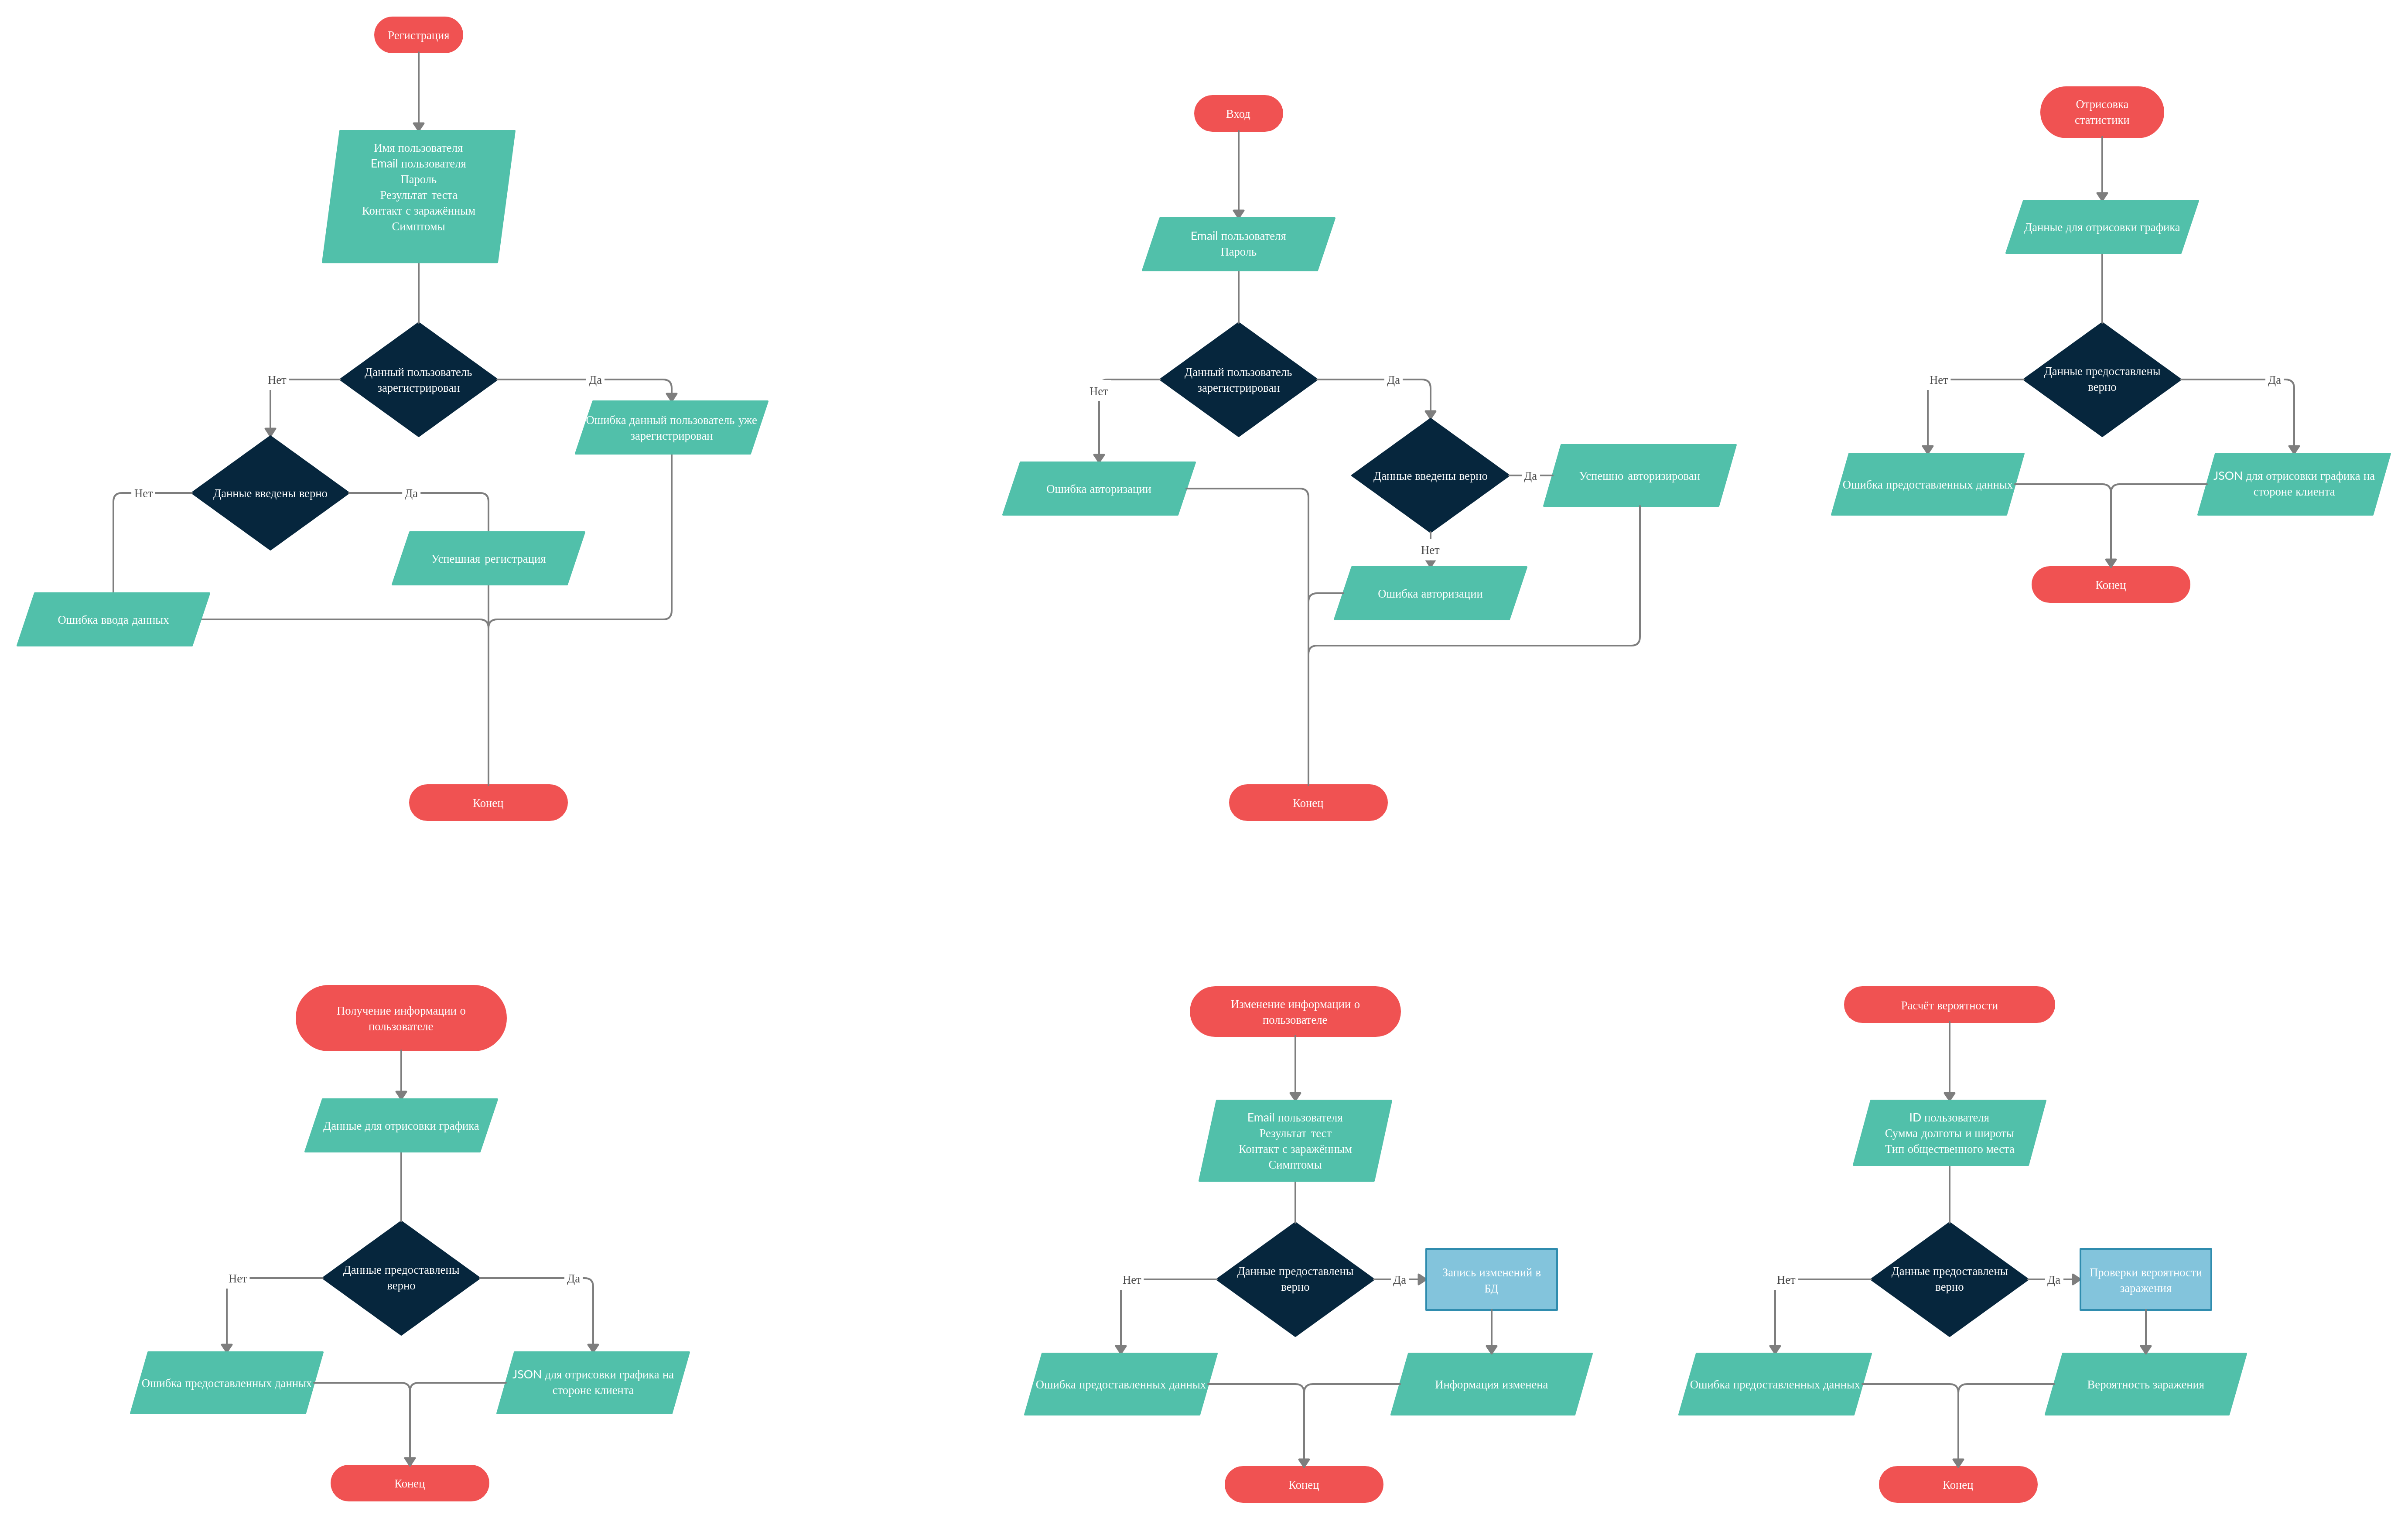 Регистрация
Имя пользователя
Email пользователя
Пароль
Результат теста
Контакт с заражённым
Симптомы
Данный пользователь
зарегистрирован
Нет
Да
Ошибка данный пользователь уже
зарегистрирован
Данные введены верно
Нет
Да
Успешная регистрация
Ошибка ввода данных
Конец
Вход
Email пользователя
Пароль
Данный пользователь
зарегистрирован
Нет
Да
Ошибка авторизации
Данные введены верно
Да
Успешно авторизирован
Нет
Ошибка авторизации
Конец
Отрисовка
статистики
Данные для отрисовки графика
Данные предоставлены
верно
Нет
Да
Ошибка предоставленных данных
JSON для отрисовки графика на
стороне клиента
Конец
Получение информации о
пользователе
Данные для отрисовки графика
Данные предоставлены
верно
Нет
Да
Ошибка предоставленных данных
JSON для отрисовки графика на
стороне клиента
Конец
Изменение информации о
пользователе
Email пользователя
Результат тест
Контакт с заражённым
Симптомы
Данные предоставлены
верно
Нет
Да
Запись изменений в
БД
Ошибка предоставленных данных
Информация изменена
Конец
Расчёт вероятности
ID пользователя
Сумма долготы и широты
Тип общественного места
Данные предоставлены
верно
Нет
Да
Проверки вероятности
заражения
Ошибка предоставленных данных
Вероятность заражения
Конец